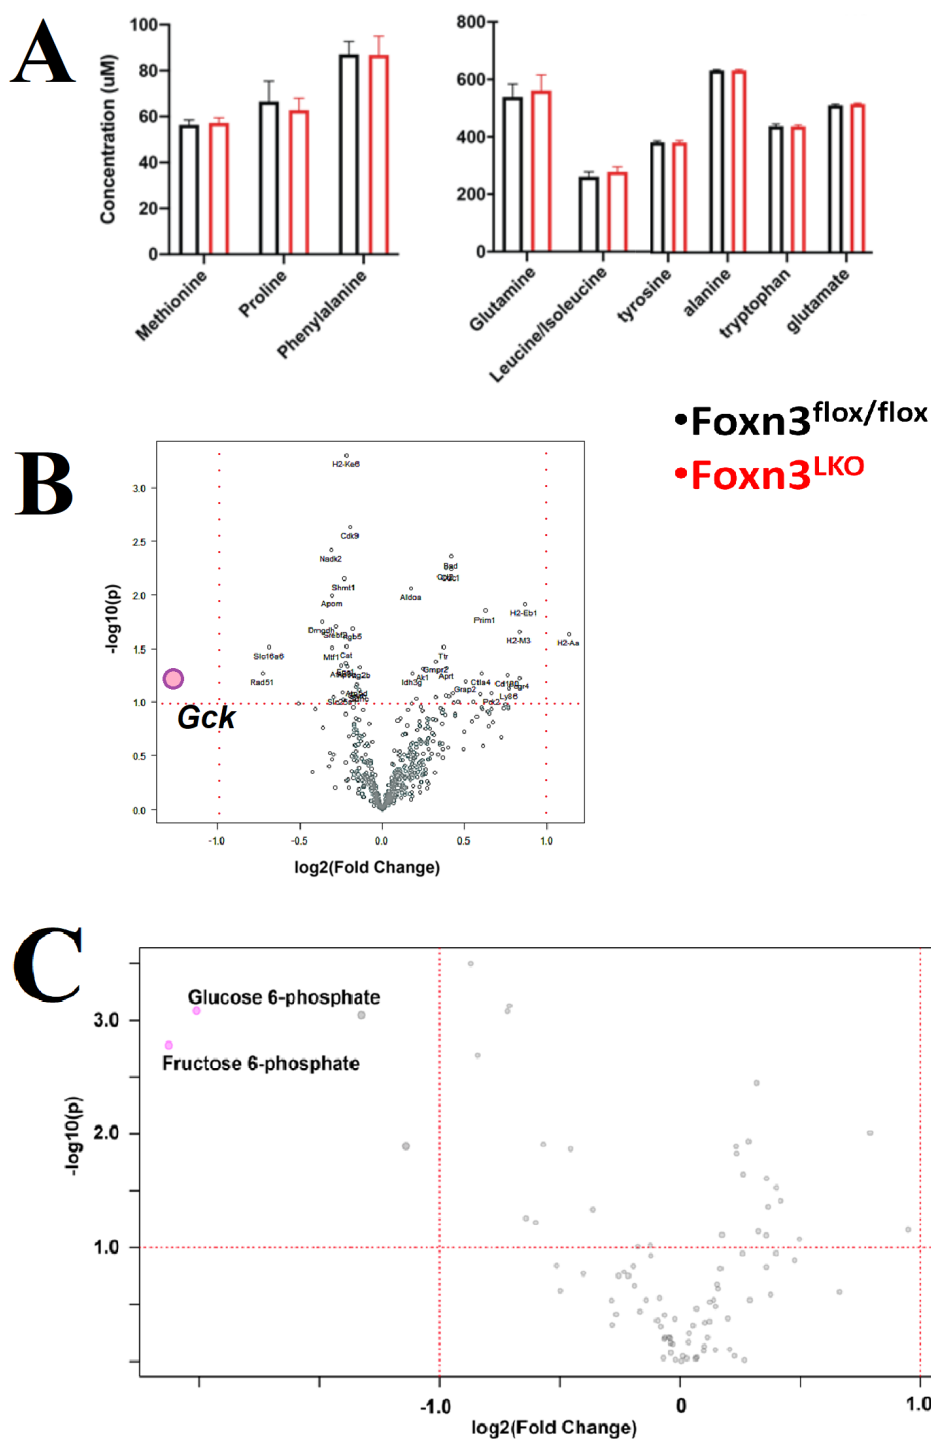 A
Concentration (uM)
100
80
60
40
20
0
Methionine
Proline
Phenylalanine
800
600
400
200
0
Glutamine
Leucine/Isoleucine
tyrosine
alanine
tryptophan
glutamate
•Foxn3flox/flox
•Foxn3LKO
B
-log10(p)
3.0
2.5
2.0
1.5
1.0
0.5
0.0
H2-Ke6
Cdk9
Nadk2
Shmt1
Apom
Aldoa
Prim1
H2-Eb1
H2-M3
H2-Aa
Slc16a6
Mtf1
Cat
Ttr
Gmpr2
Rad51
Idh3g
Ak1
Aprt
Grap2
Ctla4
Gck
-1.0
-0.5
0.0
0.5
1.0
log2(Fold Change)
C
-log10(p)
3.0
2.0
1.0
Glucose 6-phosphate
Fructose 6-phosphate
-1.0
0
1.0
log2(Fold Change)